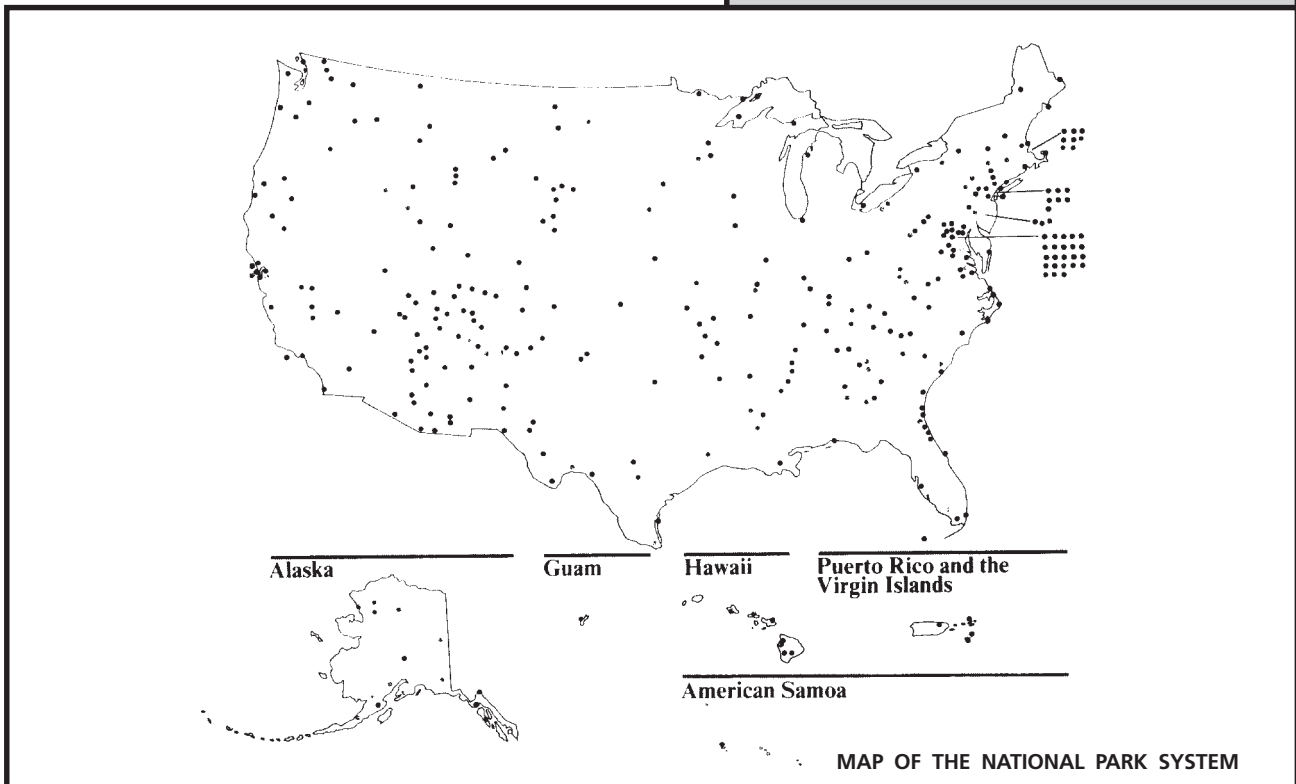 Alaska
Guam
Hawaii
Puerto Rico and the
Virgin Islands
American Samoa
MAP OF THE NATIONAL PARK SYSTEM